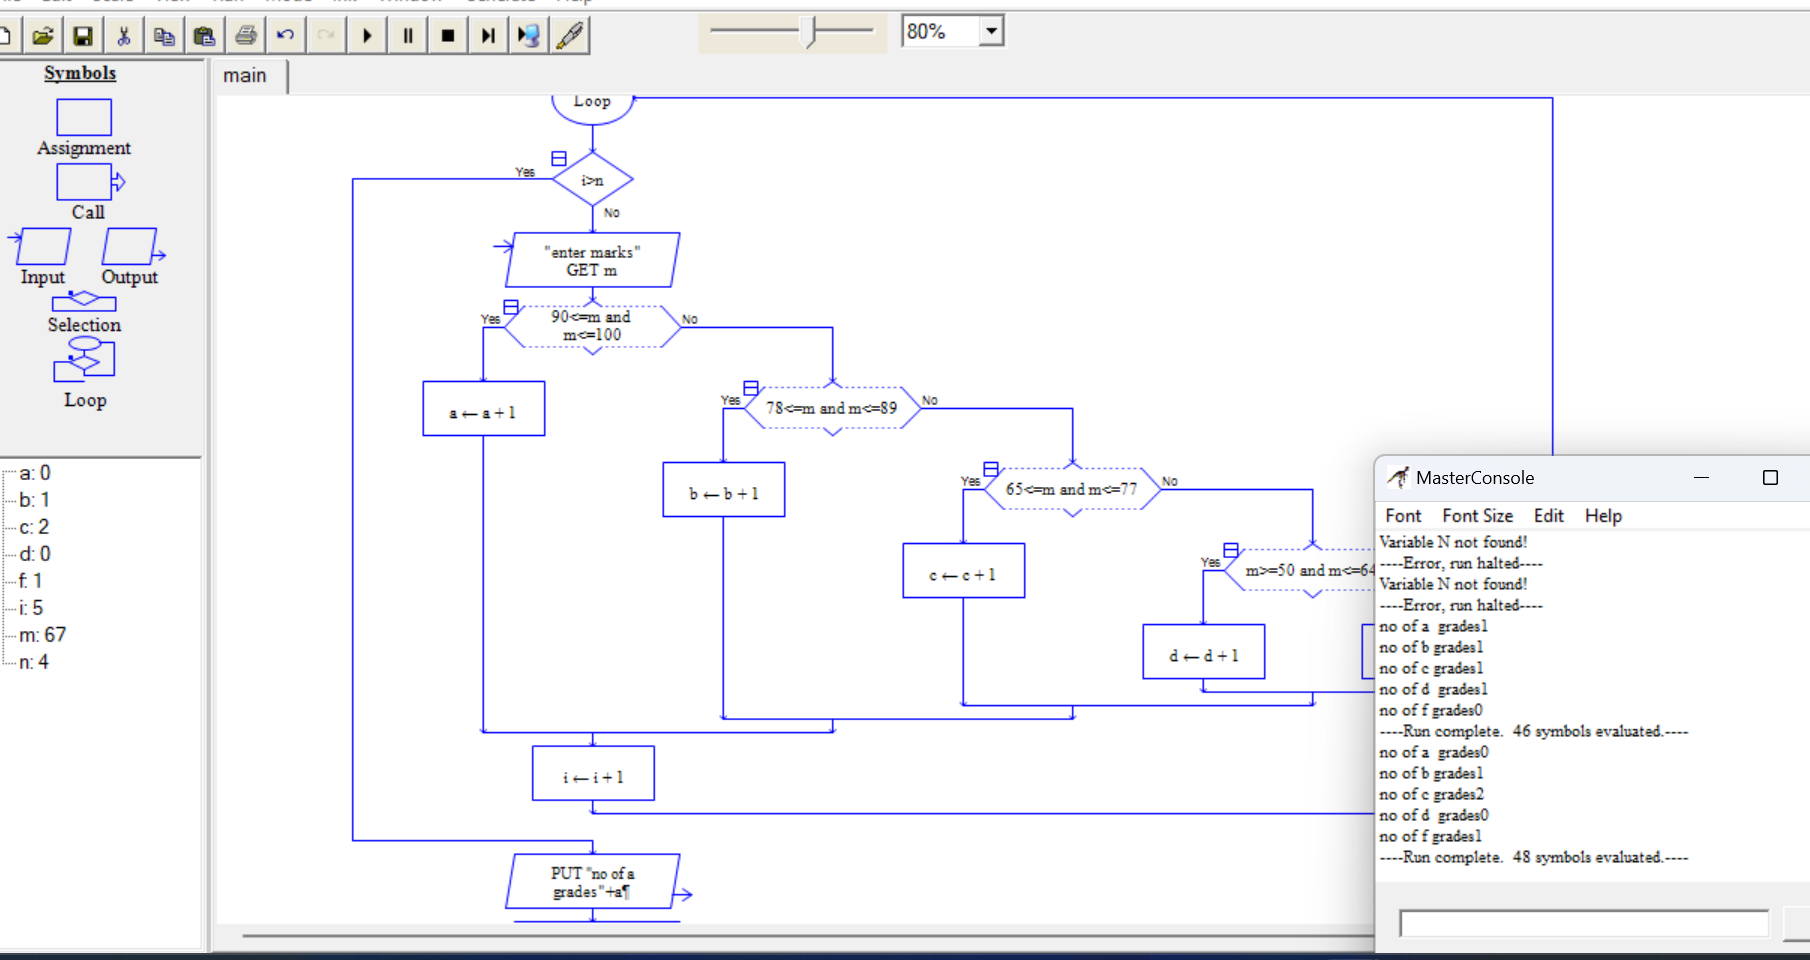 80%
Symbols
main
Assignment
Call
Input Output
Selection
Loop
a: 0
b: 1
c: 2
d: 0
f: 1
i: 5
m: 67
n: 4
Loop
Yes
i>n
No
"enter marks"
GET m
Yes
90<=m and
m<=100
No
a ← a + 1
Yes
78<=m and m<=89
No
b ← b + 1
Yes
65<=m and m<=77
No
c ← c + 1
Yes
m>=50 and m<=64
d ← d + 1
i ← i + 1
PUT "no of a
grades"+a¶
MasterConsole
Font Font Size Edit Help
Variable N not found!
----Error, run halted----
Variable N not found!
----Error, run halted----
no of a  grades1
no of b grades1
no of c grades1
no of d  grades1
no of f grades0
----Run complete.  46 symbols evaluated.----
no of a  grades0
no of b grades1
no of c grades2
no of d  grades0
no of f grades1
----Run complete.  48 symbols evaluated.----